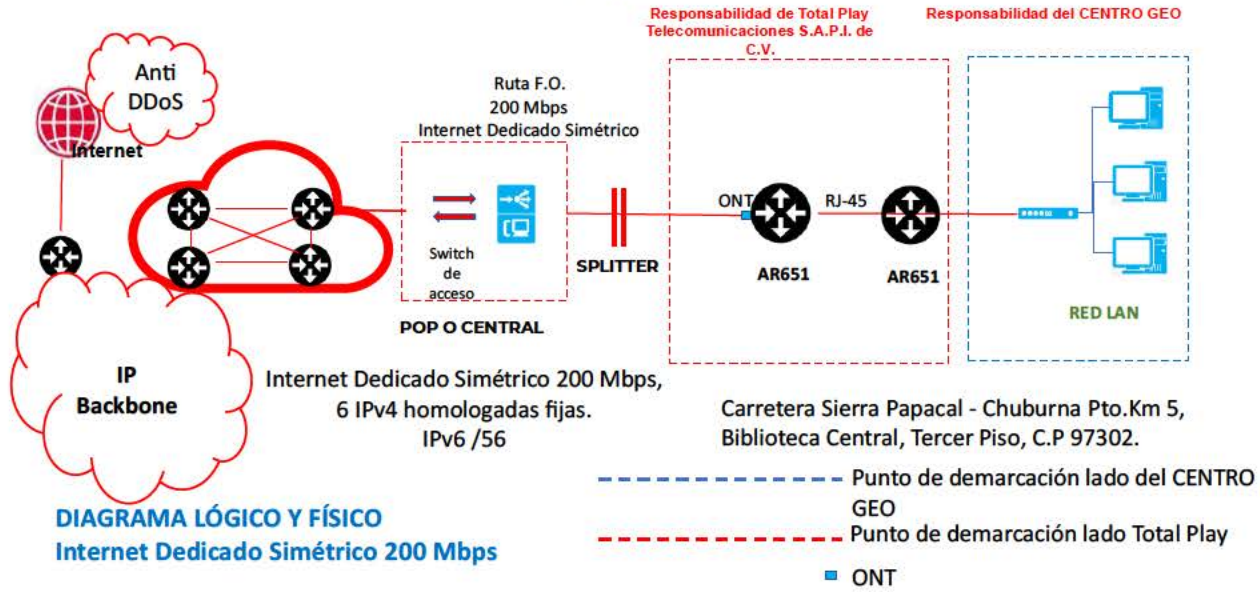 Responsabilidad de Total Play
Telecomunicaciones S.A.P.I. de
C.V.
Responsabilidad del CENTRO GEO
Anti
DDoS
Internet
Ruta F.O.
200 Mbps
Internet Dedicado Simétrico
Switch
de
acceso
POP O CENTRAL
SPLITTER
ONT
RJ-45
AR651
AR651
RED LAN
IP
Backbone
Internet Dedicado Simétrico 200 Mbps,
6 IPv4 homologadas fijas.
IPv6 /56
Carretera Sierra Papacal - Chuburna Pto.Km 5,
Biblioteca Central, Tercer Piso, C.P 97302.
Punto de demarcación lado del CENTRO
GEO
Punto de demarcación lado Total Play
ONT
DIAGRAMA LÓGICO Y FÍSICO
Internet Dedicado Simétrico 200 Mbps